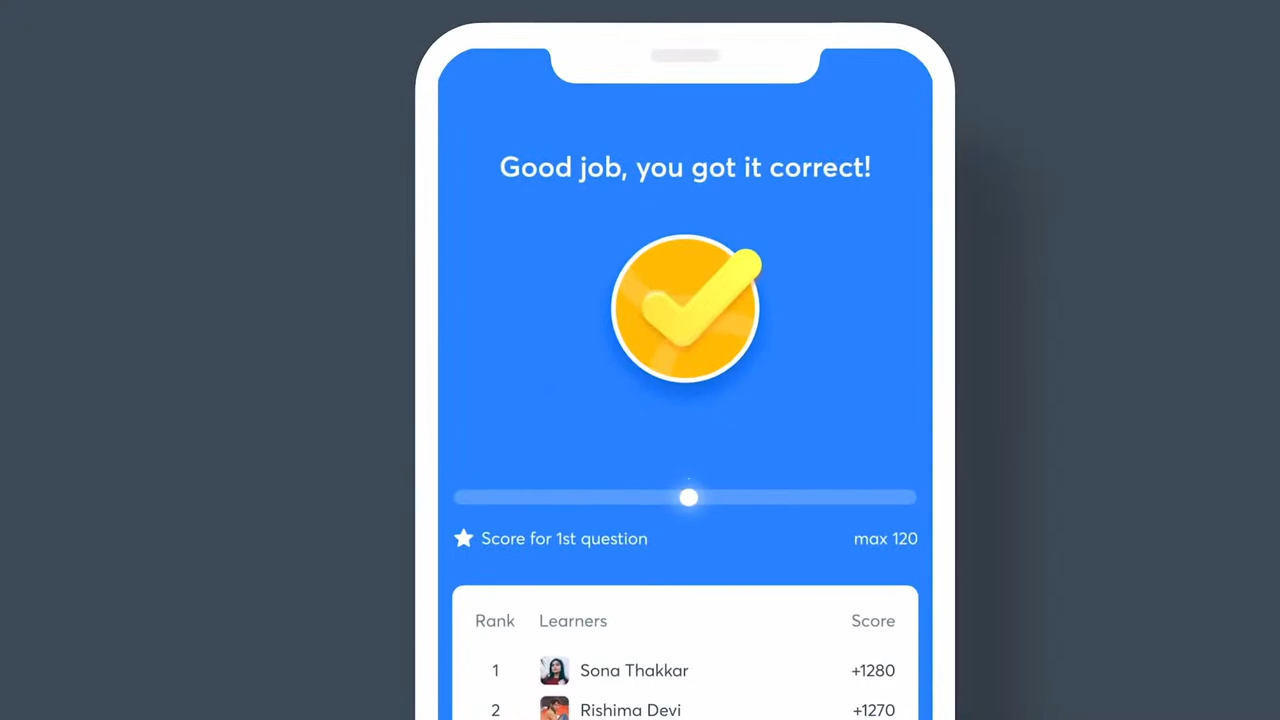 Good job, you got it correct!
Score for 1st question max 120
Rank Learners Score
1 Sona Thakkar +1280
2 Rishima Devi +1270